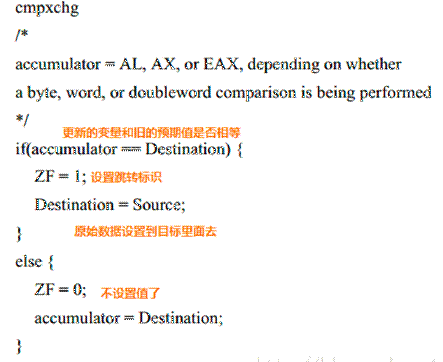 cmpxchg
/*
accumulator = AL, AX, or EAX, depending on whether
a byte, word, or doubleword comparison is being performed
*/
更新的变量和旧的预期值是否相等
if(accumulator == Destination) {
ZF = 1; 设置跳转标识
Destination = Source;
} 原始数据设置到目标里面去
else {
ZF = 0; 不设置值了
accumulator = Destination;
}